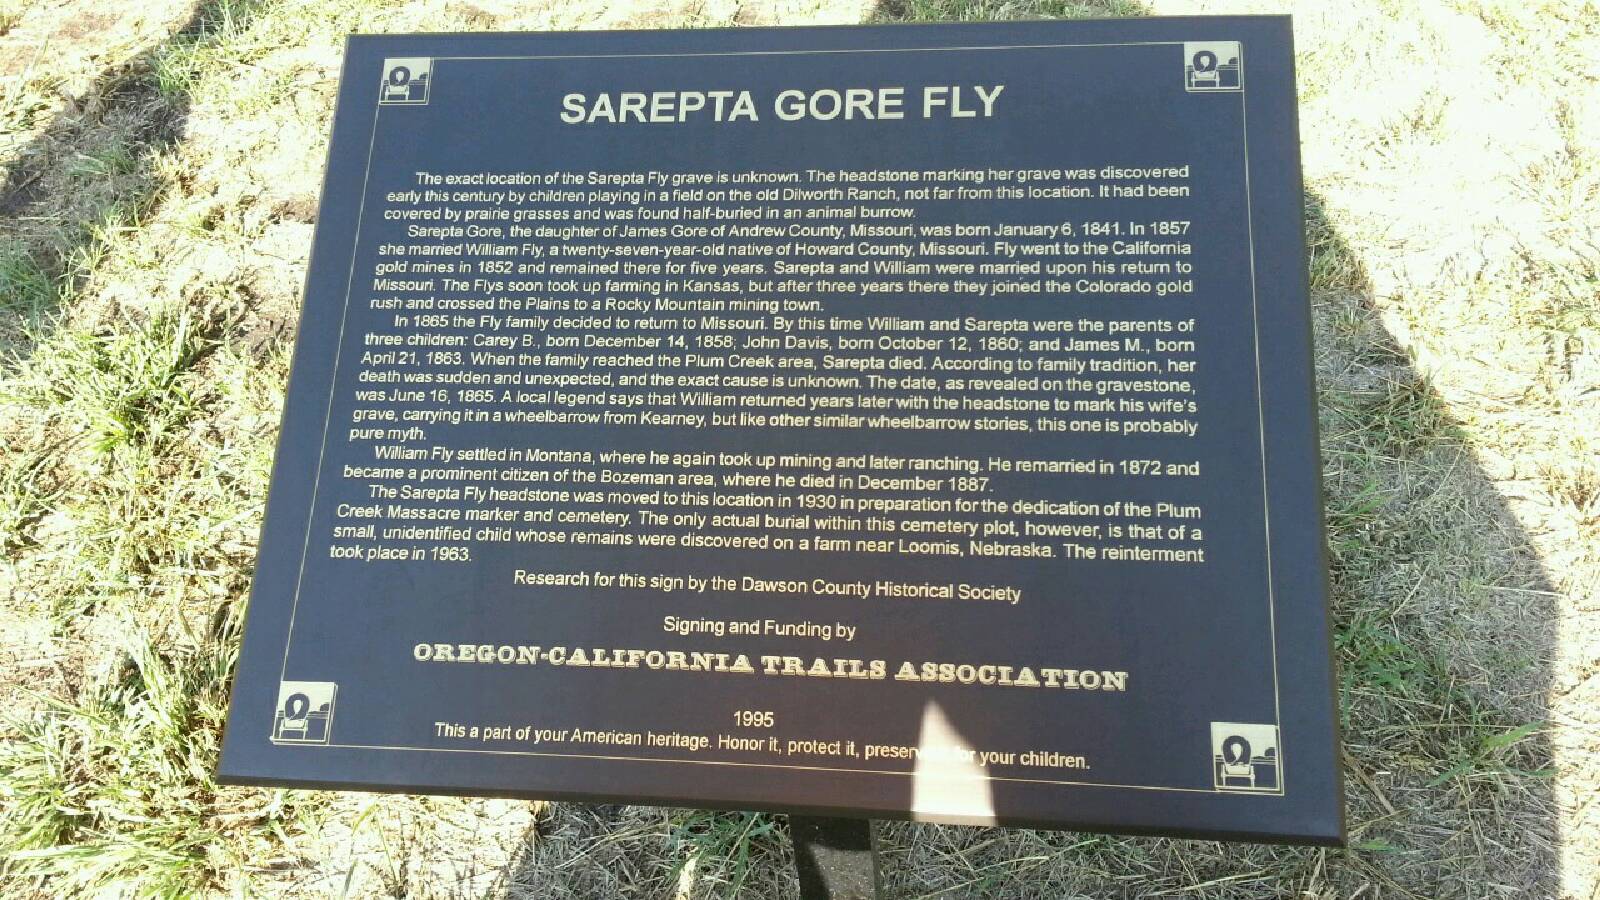 SAREPTA GORE FLY
The exact location of the Sarepta Fly grave is unknown. The headstone marking her grave was discovered
early this century by children playing in a field on the old Dilworth Ranch, not far from this location. It had been
covered by prairie grasses and was found half-buried in an animal burrow.
Sarepta Gore, the daughter of James Gore of Andrew County, Missouri, was born January 6, 1841. In 1857
she married William Fly, a twenty-seven-year-old native of Howard County, Missouri. Fly went to the California
gold mines in 1852 and remained there for five years. Sarepta and William were married upon his return to
Missouri. The Flys soon took up farming in Kansas, but after three years there they joined the Colorado gold
rush and crossed the Plains to a Rocky Mountain mining town.
In 1865 the Fly family decided to return to Missouri. By this time William and Sarepta were the parents of
three children: Carey B., born December 14, 1858; John Davis, born October 12, 1860; and James M., born
April 21, 1863. When the family reached the Plum Creek area, Sarepta died. According to family tradition, her
death was sudden and unexpected, and the exact cause is unknown. The date, as revealed on the gravestone,
was June 16, 1865. A local legend says that William returned years later with the headstone to mark his wife's
grave, carrying it in a wheelbarrow from Kearney, but like other similar wheelbarrow stories, this one is probably
pure myth.
William Fly settled in Montana, where he again took up mining and later ranching. He remarried in 1872 and
became a prominent citizen of the Bozeman area, where he died in December 1887.
The Sarepta Fly headstone was moved to this location in 1930 in preparation for the dedication of the Plum
Creek Massacre marker and cemetery. The only actual burial within this cemetery plot, however, is that of a
small, unidentified child whose remains were discovered on a farm near Loomis, Nebraska. The reinterment
took place in 1963.
Research for this sign by the Dawson County Historical Society
Signing and Funding by
OREGON-CALIFORNIA TRAILS ASSOCIATION
1995
This a part of your American heritage. Honor it, protect it, for your children.